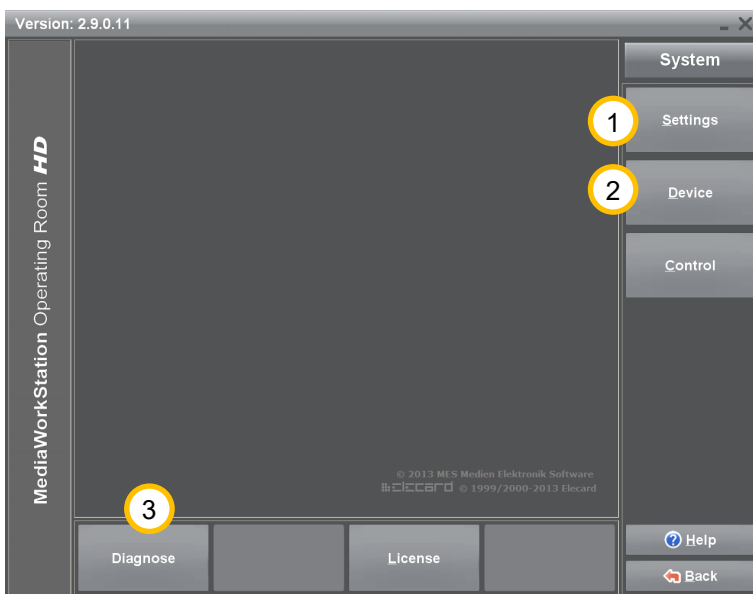 Version: 2.9.0.11
System
1
Settings
2
Device
Control
MediaWorkStation Operating Room HD
© 2013 MES Medien Elektronik Software
elecard © 1999/2000-2013 Elecard
3
Diagnose
License
Help
Back